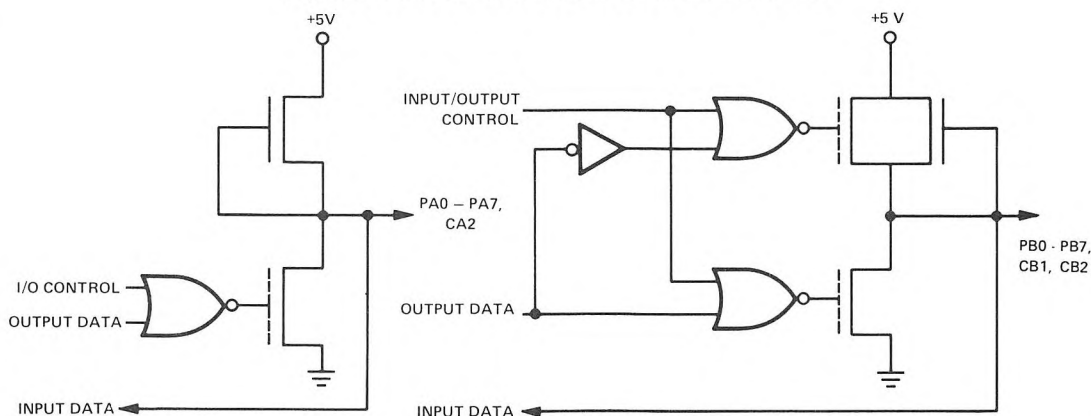 +5V
PA0 – PA7,
CA2
I/O CONTROL
OUTPUT DATA
INPUT DATA
+5 V
INPUT/OUTPUT
CONTROL
OUTPUT DATA
PB0 - PB7,
CB1, CB2
INPUT DATA